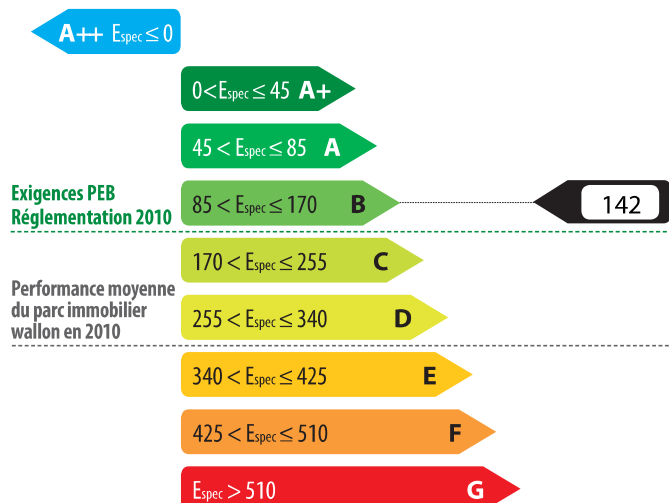 A++ Espec ≤ 0
0 < Espec ≤ 45 A+
45 < Espec ≤ 85 A
Exigences PEB
Réglementation 2010
85 < Espec ≤ 170 B
142
170 < Espec ≤ 255 C
Performance moyenne
du parc immobilier
wallon en 2010
255 < Espec ≤ 340 D
340 < Espec ≤ 425 E
425 < Espec ≤ 510 F
Espec > 510 G